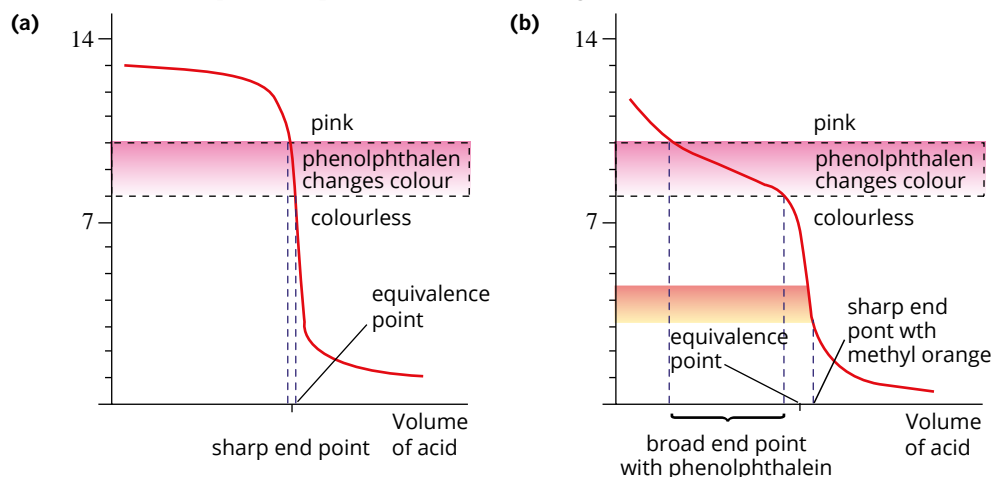 (a)
14
pink
phenolphthalen
changes colour
7
colourless
equivalence
point
Volume
of acid
sharp end point
(b)
14
pink
phenolphthalen
changes colour
7
colourless
sharp end
pont wth
methyl orange
equivalence
point
Volume
of acid
broad end point
with phenolphthalein